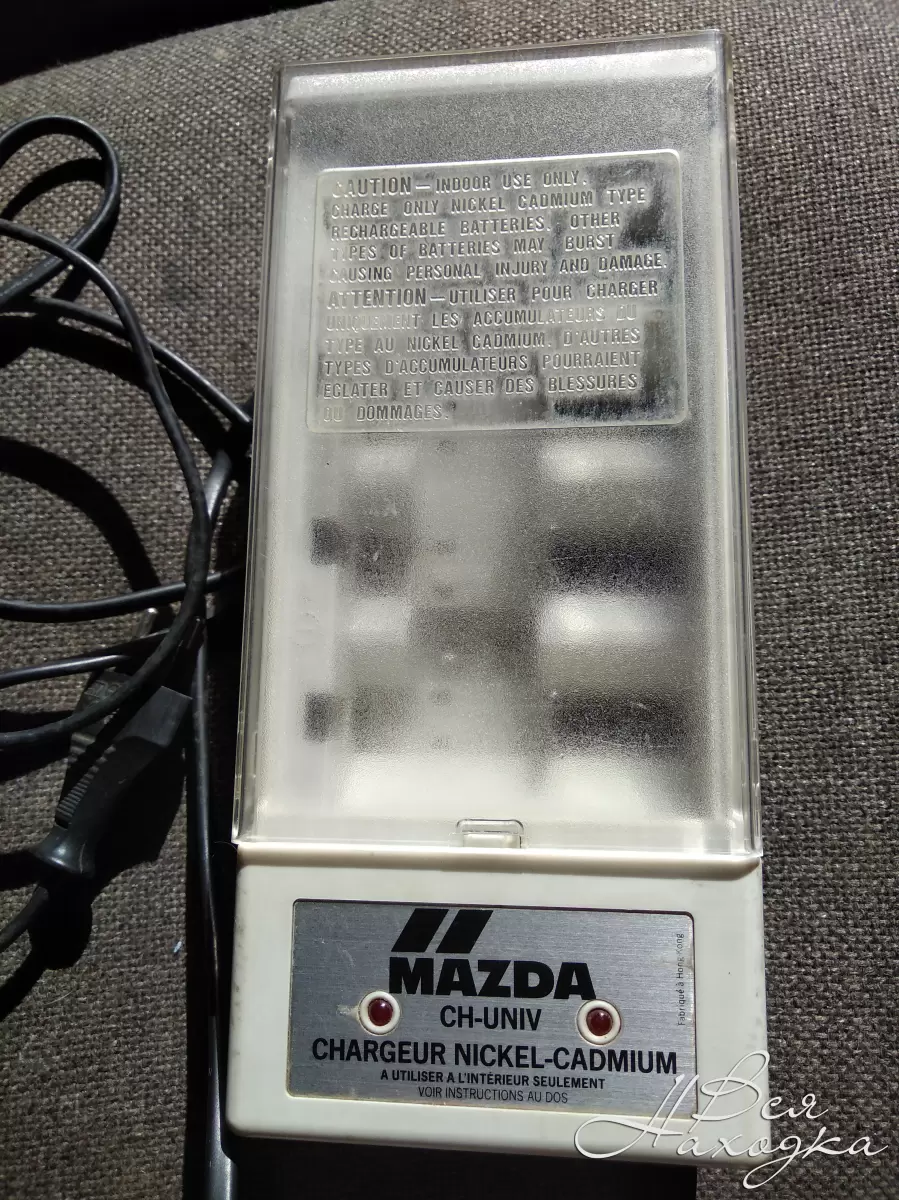 CAUTION — INDOOR USE ONLY.
CHARGE ONLY NICKEL CADMIUM TYPE
RECHARGEABLE BATTERIES. OTHER
TYPES OF BATTERIES MAY BURST
CAUSING PERSONAL INJURY AND DAMAGE
ATTENTION — UTILISER POUR CHARGER
UNIQUEMENT LES ACCUMULATEURS DU
TYPE AU NICKEL CADMIUM. D'AUTRES
TYPES D'ACCUMULATEURS POURRAIENT
ECLATER ET CAUSER DES BLESSURES
OU DOMMAGES.
MAZDA
CH-UNIV
CHARGEUR NICKEL-CADMIUM
A UTILISER A L'INTÉRIEUR SEULEMENT
VOIR INSTRUCTIONS AU DOS
Fabriqué à Hong Kong
Вся
Находка